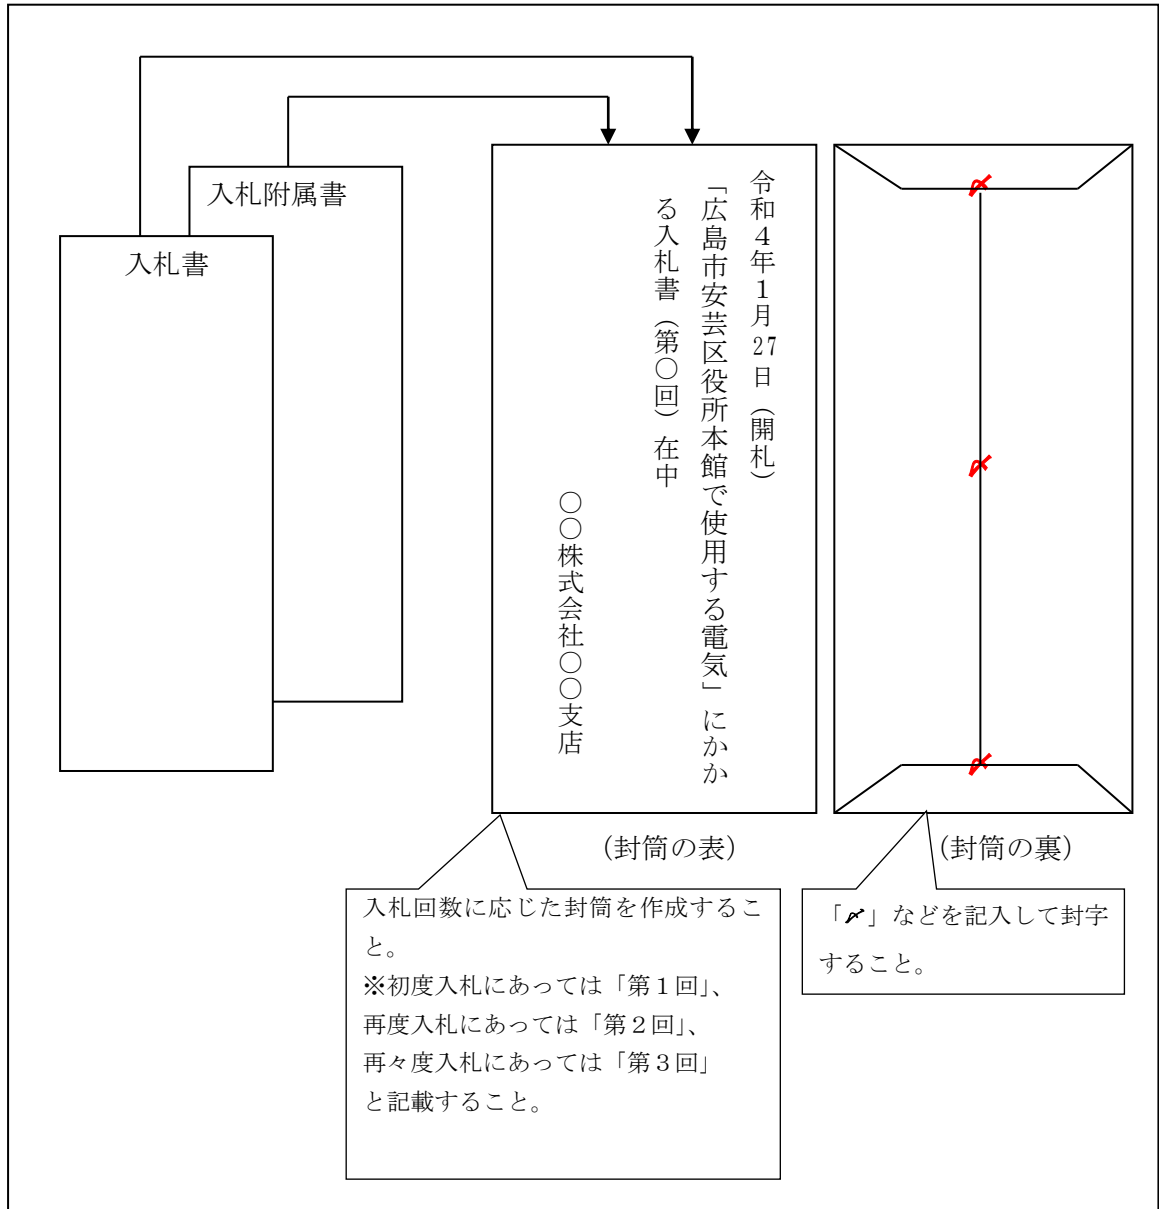 入札附属書
入札書
令和４年１月27日（開札）
「広島市安芸区役所本館で使用する電気」にかか
る入札書（第〇回）在中
〇〇株式会社〇〇支店
（封筒の表）
（封筒の裏）
入札回数に応じた封筒を作成するこ
と。
※初度入札にあっては「第１回」、
再度入札にあっては「第２回」、
再々度入札にあっては「第３回」
と記載すること。
「〆」などを記入して封字
すること。
〆
〆
〆